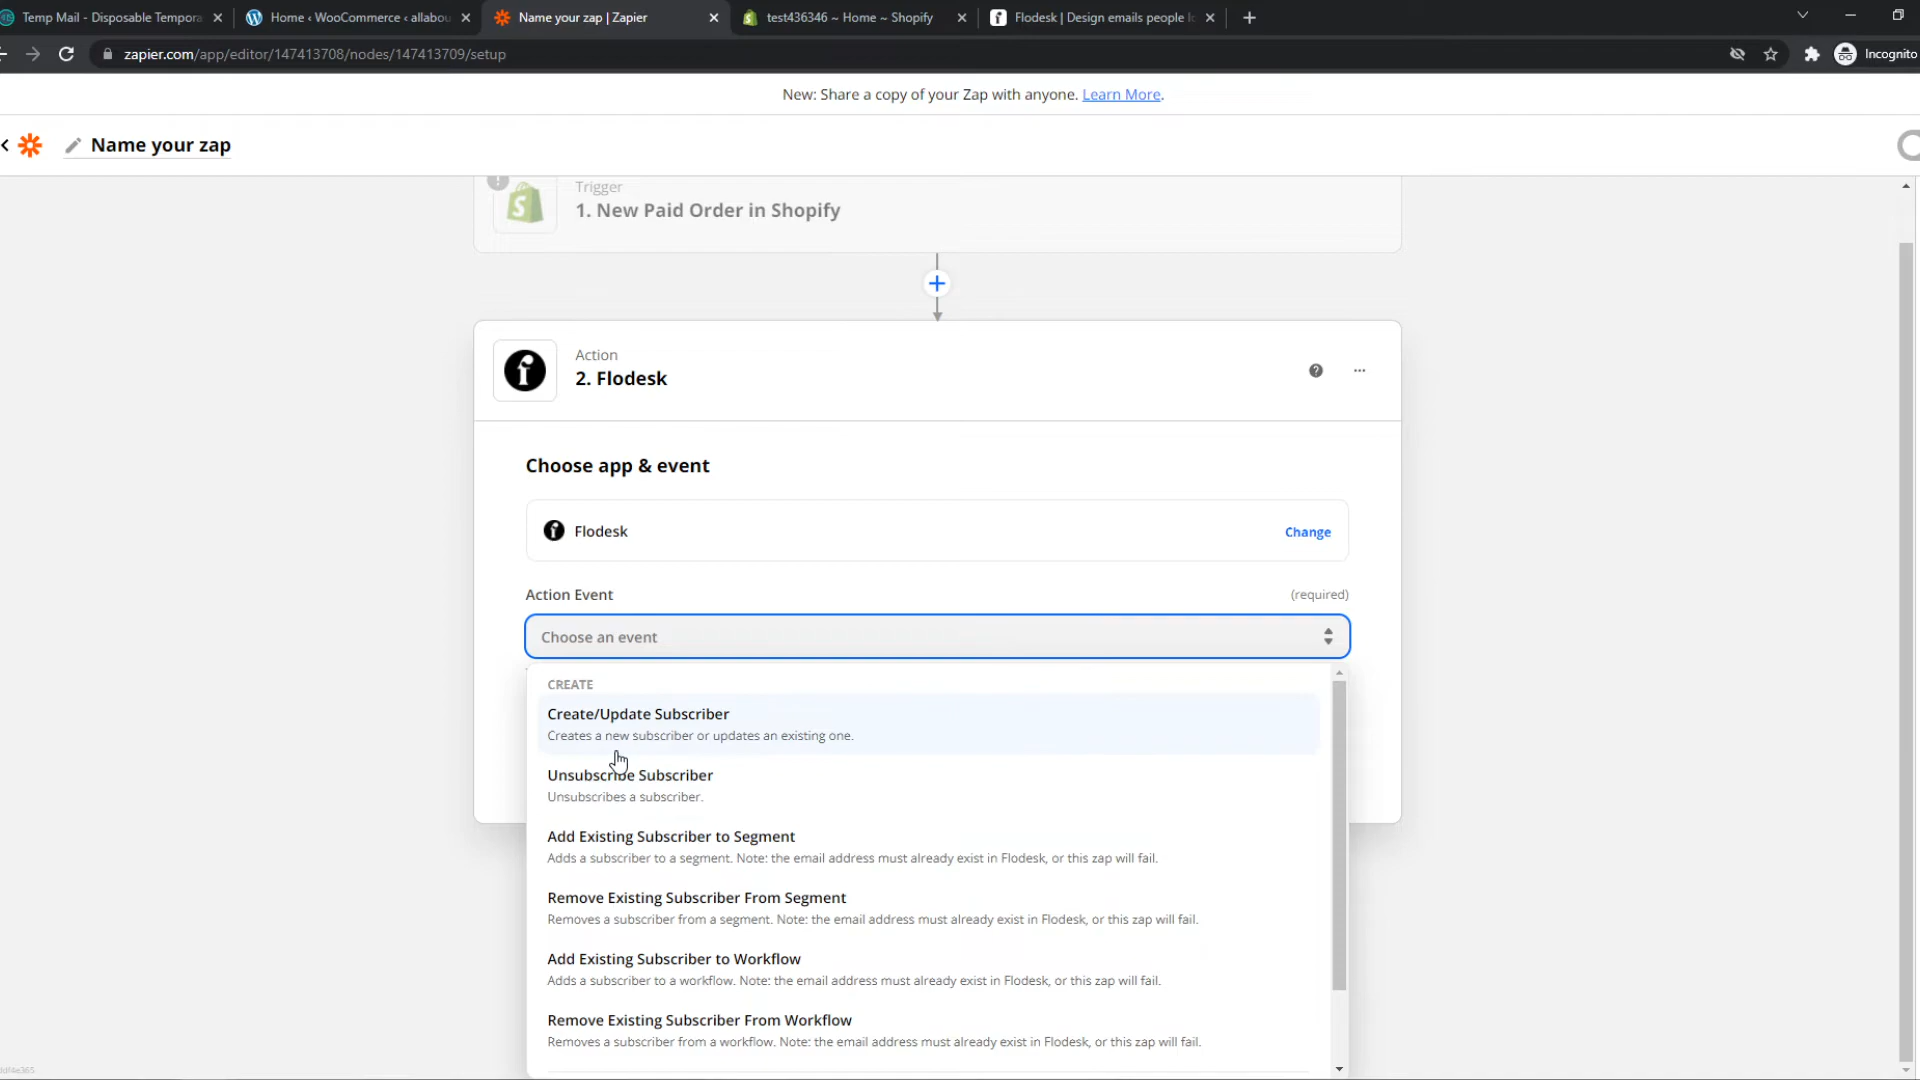 Temp Mail - Disposable Tempora
Home ‹ WooCommerce ‹ allabou
Name your zap | Zapier
test436346 ~ Home ~ Shopify
Flodesk | Design emails people lo
zapier.com/app/editor/147413708/nodes/147413709/setup
Incognito
New: Share a copy of your Zap with anyone. Learn More.
Name your zap
Trigger
1. New Paid Order in Shopify
Action
2. Flodesk
Choose app & event
Flodesk
Change
Action Event
(required)
Choose an event
CREATE
Create/Update Subscriber
Creates a new subscriber or updates an existing one.
Unsubscribe Subscriber
Unsubscribes a subscriber.
Add Existing Subscriber to Segment
Adds a subscriber to a segment. Note: the email address must already exist in Flodesk, or this zap will fail.
Remove Existing Subscriber From Segment
Removes a subscriber from a segment. Note: the email address must already exist in Flodesk, or this zap will fail.
Add Existing Subscriber to Workflow
Adds a subscriber to a workflow. Note: the email address must already exist in Flodesk, or this zap will fail.
Remove Existing Subscriber From Workflow
Removes a subscriber from a workflow. Note: the email address must already exist in Flodesk, or this zap will fail.